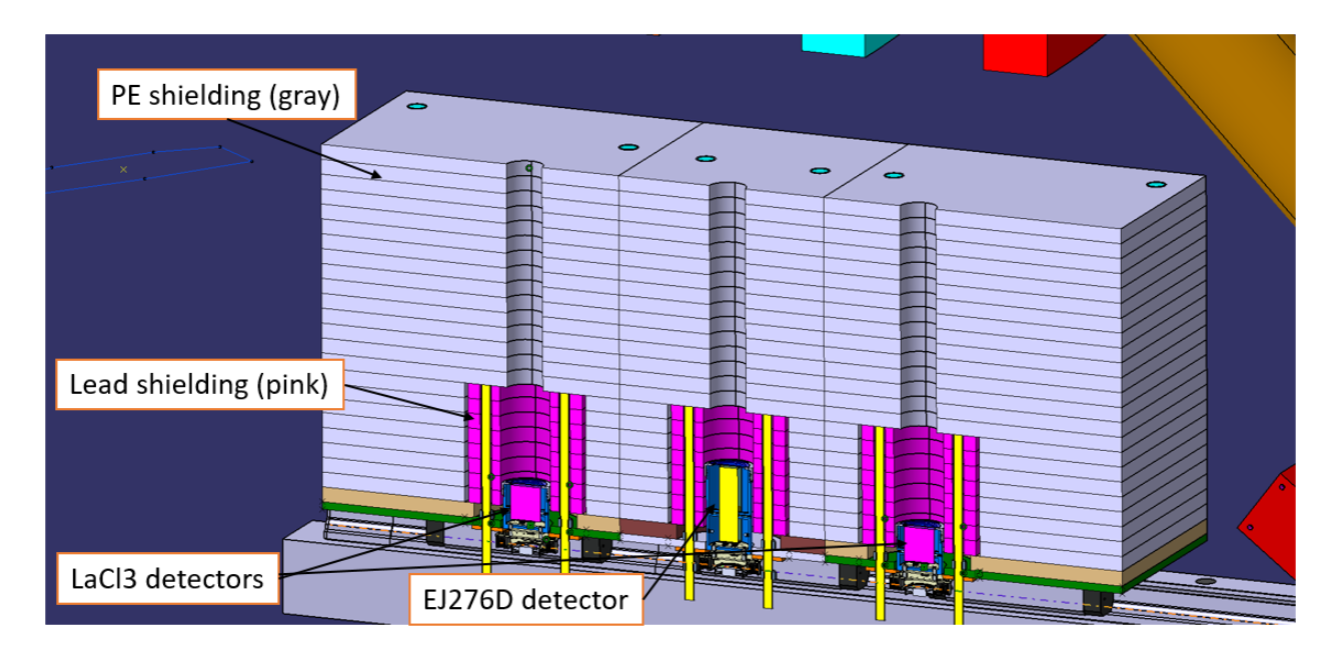 PE shielding (gray)
Lead shielding (pink)
LaCl3 detectors
EJ276D detector